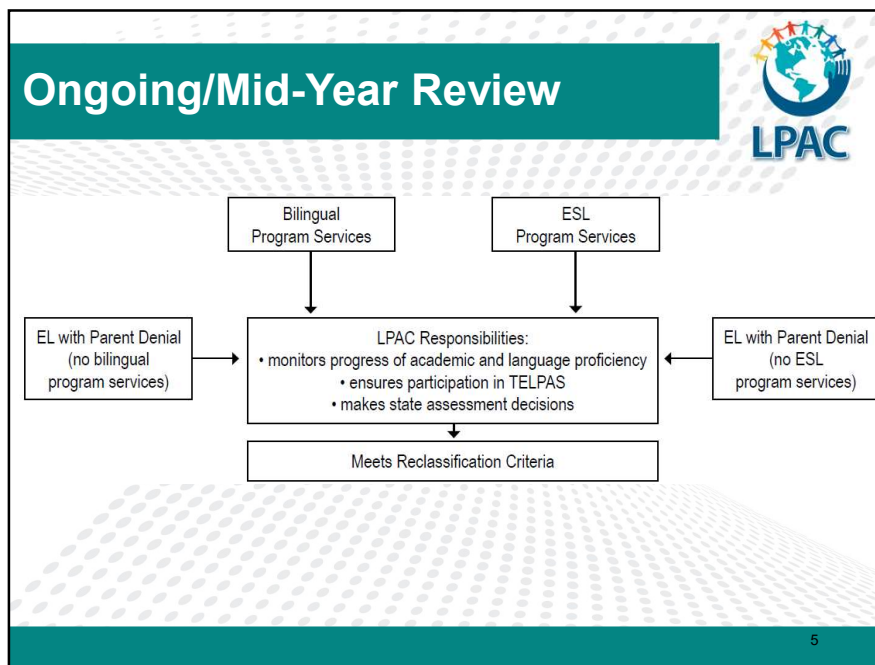 Ongoing/Mid-Year Review
LPAC
Bilingual
Program Services
ESL
Program Services
EL with Parent Denial
(no bilingual
program services)
LPAC Responsibilities:
• monitors progress of academic and language proficiency
• ensures participation in TELPAS
• makes state assessment decisions
EL with Parent Denial
(no ESL
program services)
Meets Reclassification Criteria
5